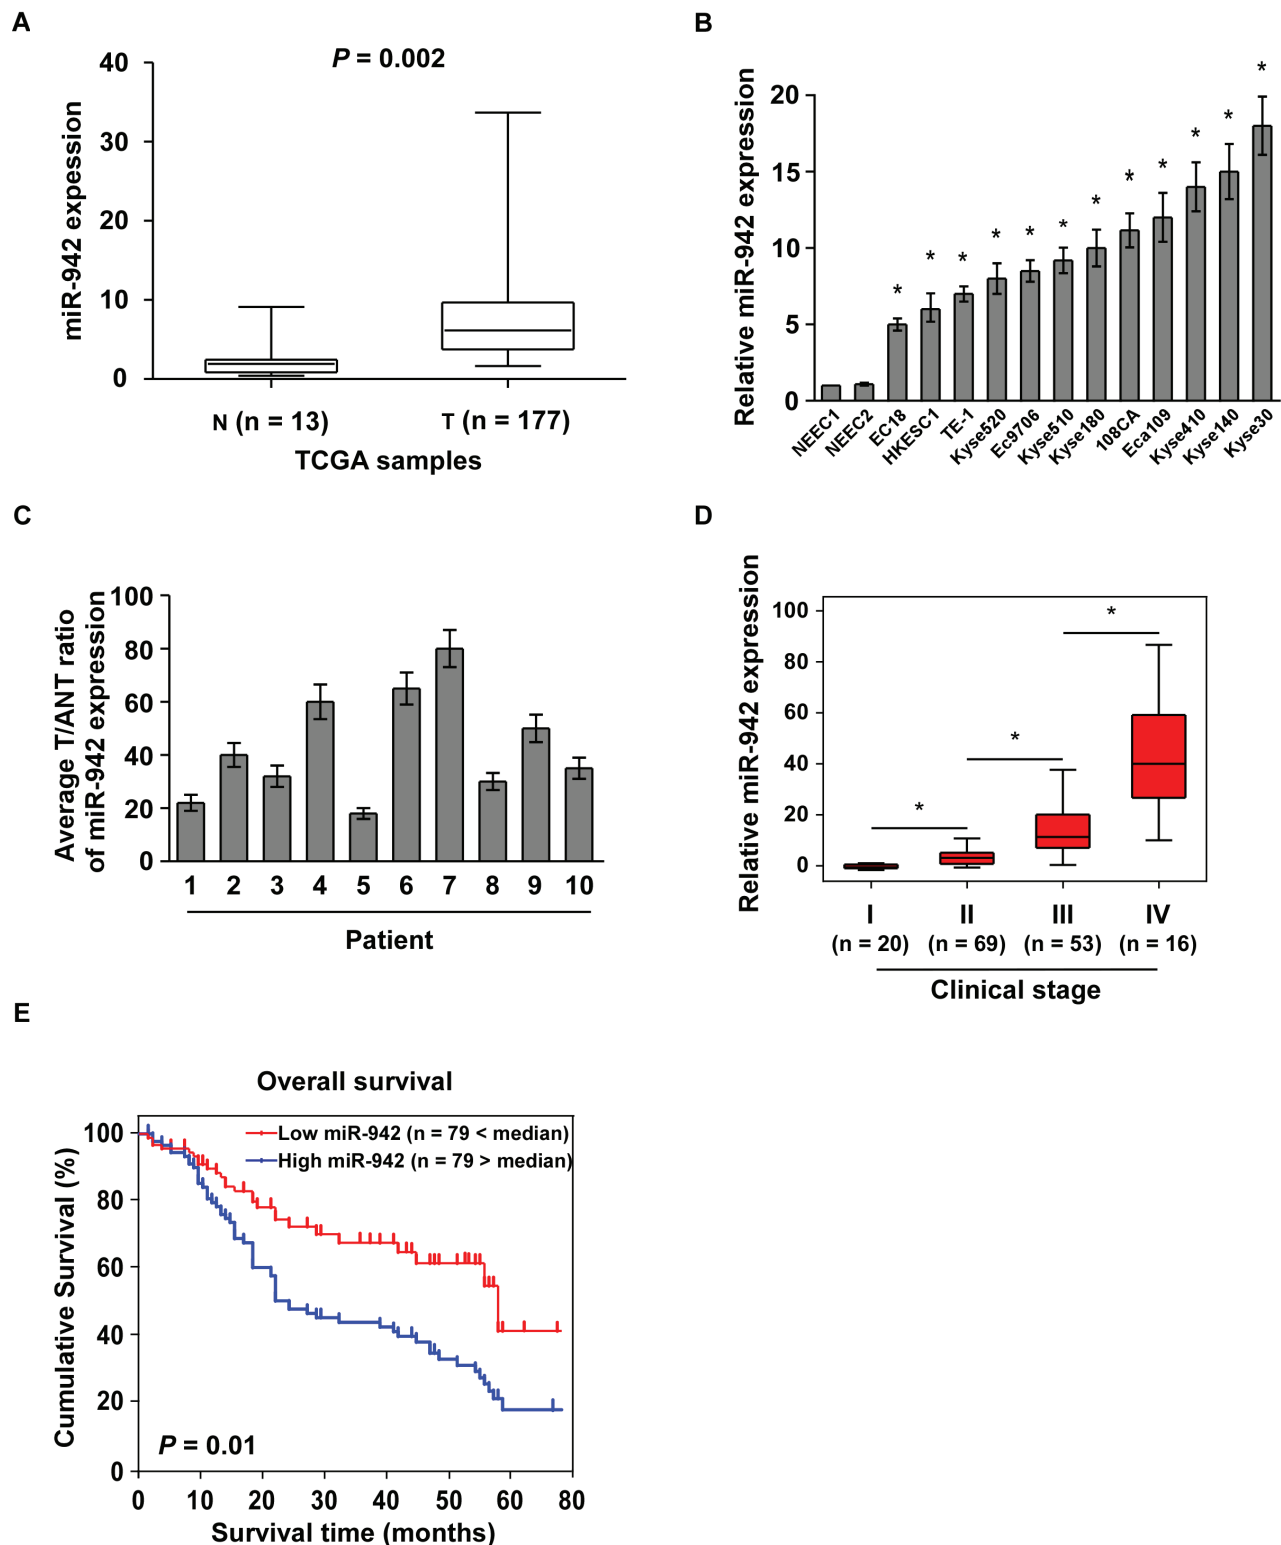 A
P = 0.002
miR-942 expession
40
30
20
10
0
N (n = 13)
T (n = 177)
TCGA samples
B
Relative miR-942 expression
20
15
10
5
0
* * * * * * * * * * * *
NEEC1
NEEC2
EC18
HKESC1
TE-1
Kyse520
Ec9706
Kyse510
Kyse180
108CA
Eca109
Kyse410
Kyse140
Kyse30
C
Average T/ANT ratio
of miR-942 expression
100
80
60
40
20
0
1 2 3 4 5 6 7 8 9 10
Patient
D
Relative miR-942 expression
100
80
60
40
20
0
* * *
I II III IV
(n = 20) (n = 69) (n = 53) (n = 16)
Clinical stage
E
Overall survival
Cumulative Survival (%)
100
80
60
40
20
0
Low miR-942 (n = 79 < median)
High miR-942 (n = 79 > median)
P = 0.01
0 10 20 30 40 50 60 70 80
Survival time (months)